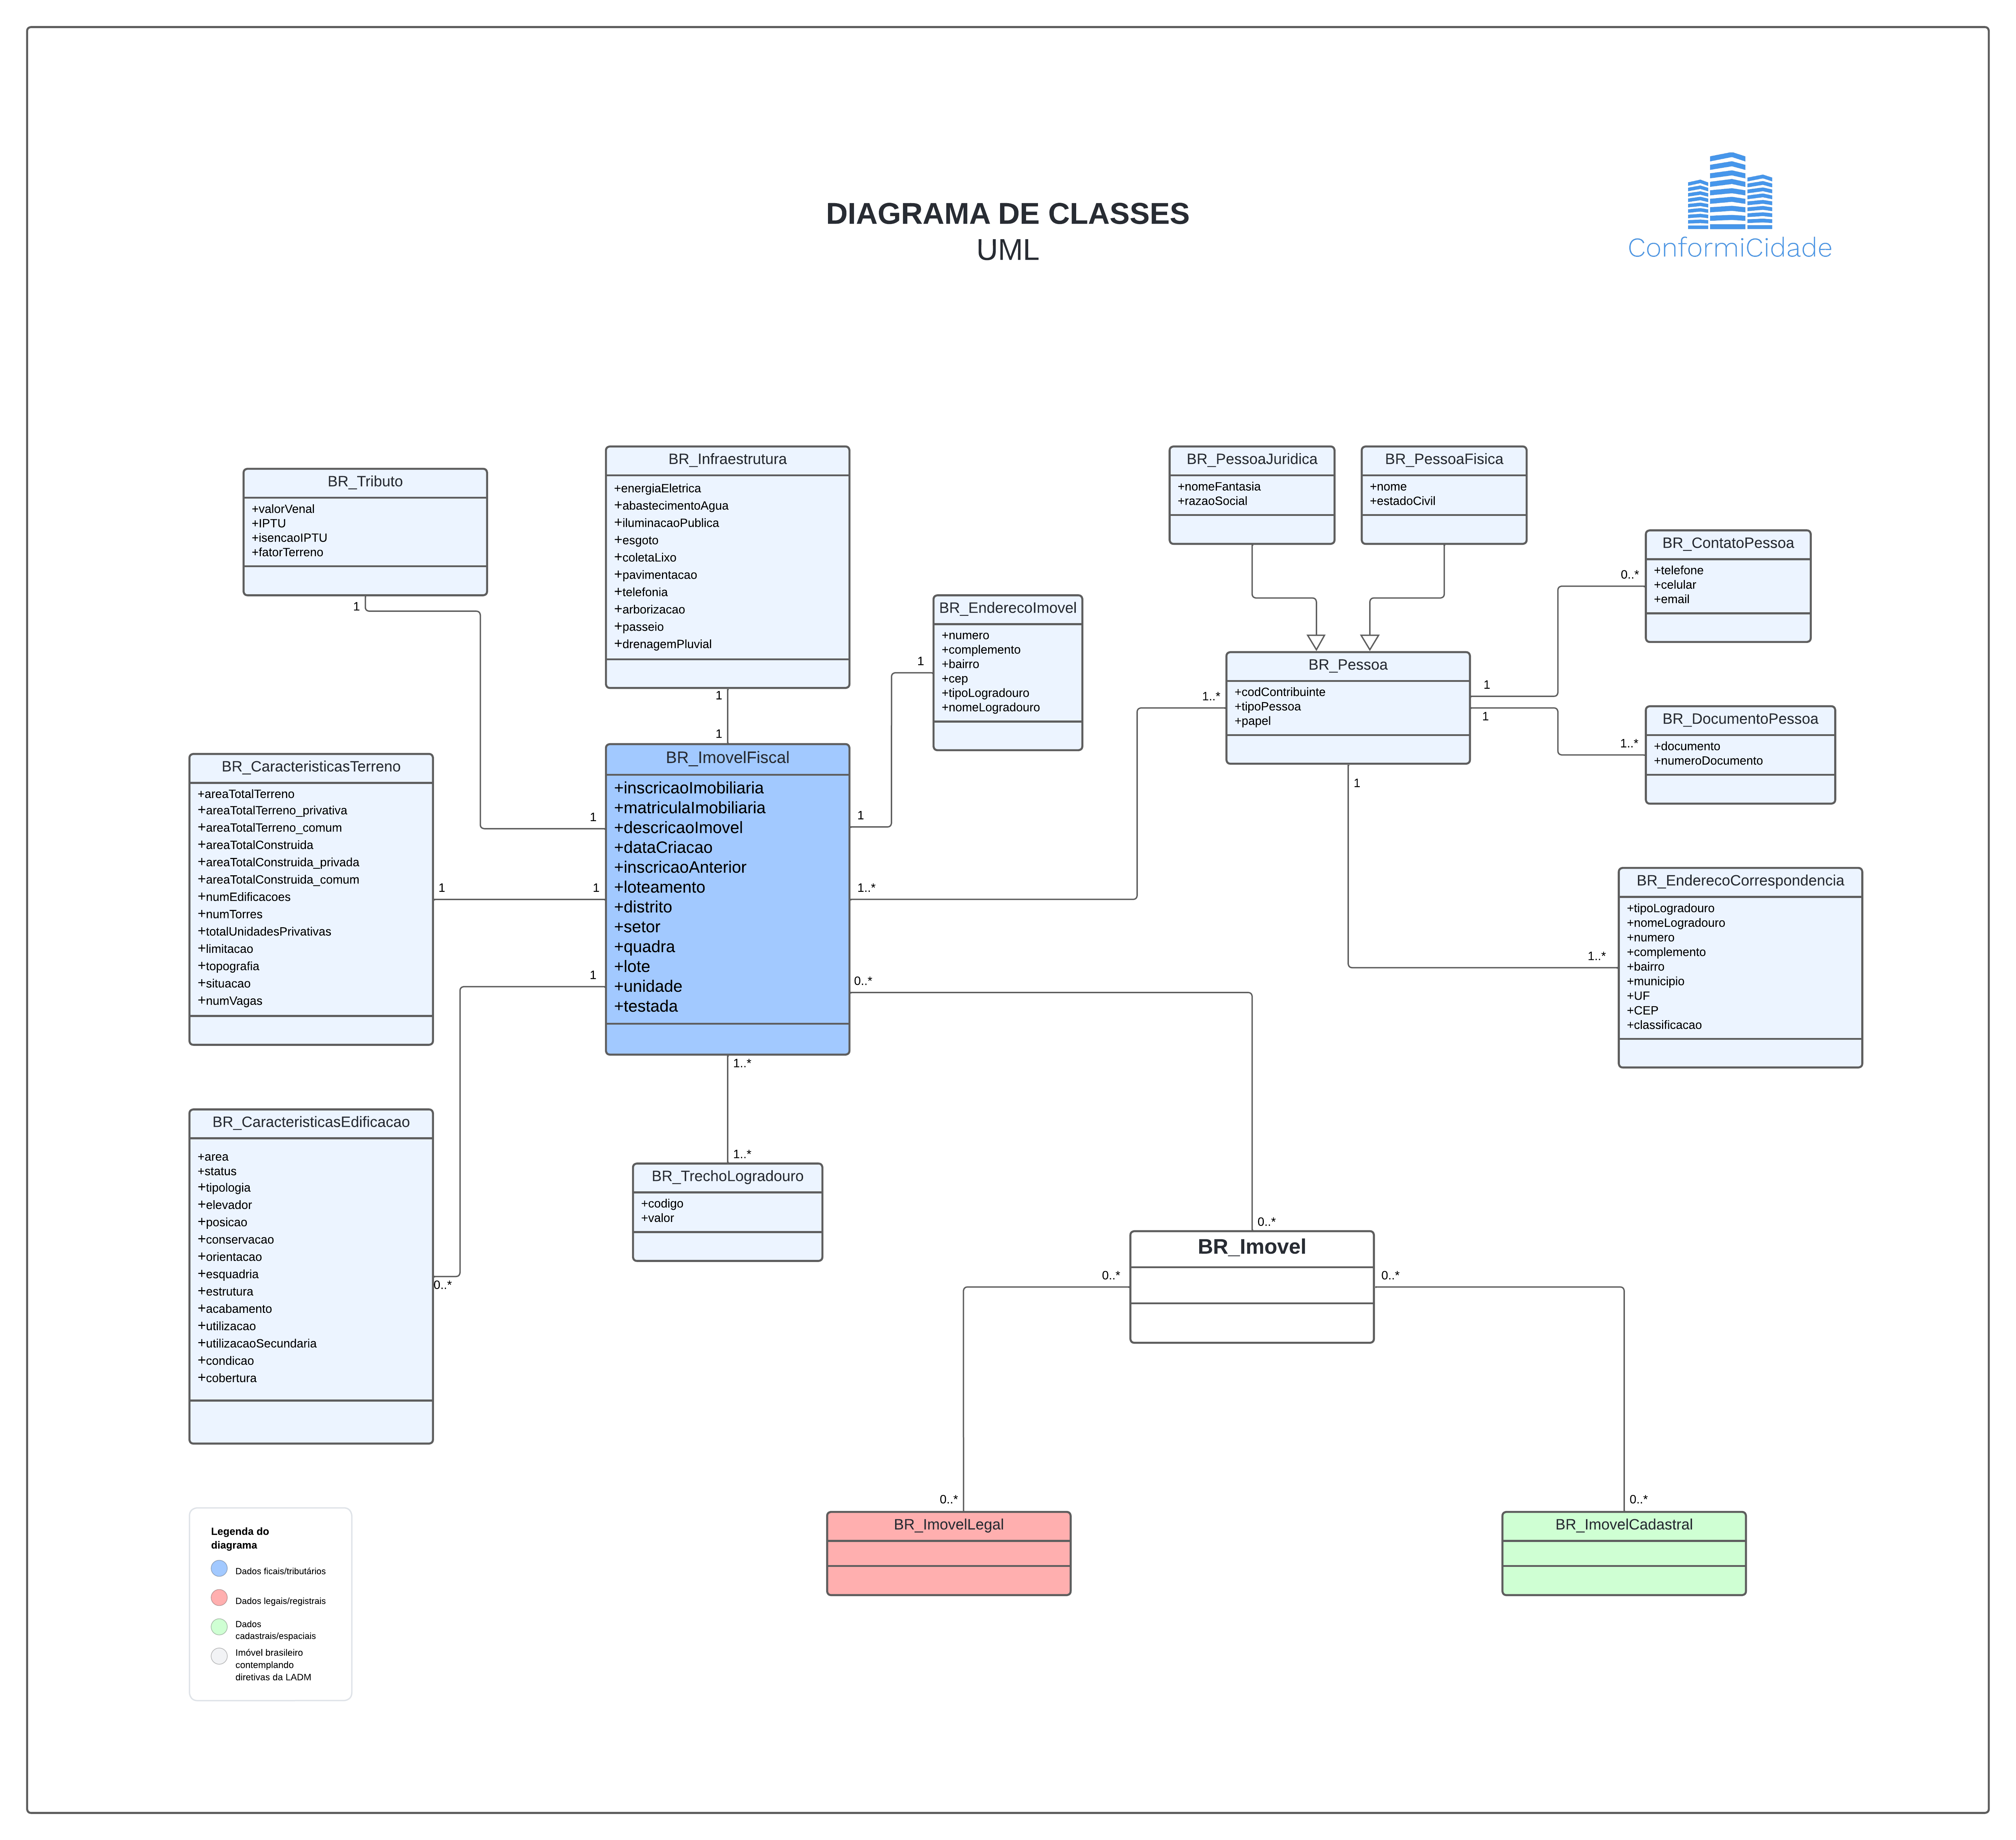 DIAGRAMA DE CLASSES
UML
ConformiCidade
BR_Tributo
+valorVenal
+IPTU
+isencaoIPTU
+fatorTerreno
1
1
BR_Infraestrutura
+energiaEletrica
+abastecimentoAgua
+iluminacaoPublica
+esgoto
+coletaLixo
+pavimentacao
+telefonia
+arborizacao
+passeio
+drenagemPluvial
1
1
BR_EnderecoImovel
+numero
+complemento
+bairro
+cep
+tipoLogradouro
+nomeLogradouro
1
1
BR_PessoaJuridica
+nomeFantasia
+razaoSocial
BR_PessoaFisica
+nome
+estadoCivil
BR_Pessoa
+codContribuinte
+tipoPessoa
+papel
1..*
1..*
1
0..*
BR_ContatoPessoa
+telefone
+celular
+email
1
1..*
BR_DocumentoPessoa
+documento
+numeroDocumento
1
1..*
BR_EnderecoCorrespondencia
+tipoLogradouro
+nomeLogradouro
+numero
+complemento
+bairro
+municipio
+UF
+CEP
+classificacao
BR_CaracteristicasTerreno
+areaTotalTerreno
+areaTotalTerreno_privativa
+areaTotalTerreno_comum
+areaTotalConstruida
+areaTotalConstruida_privada
+areaTotalConstruida_comum
+numEdificacoes
+numTorres
+totalUnidadesPrivativas
+limitacao
+topografia
+situacao
+numVagas
1
1
BR_ImovelFiscal
+inscricaoImobiliaria
+matriculaImobiliaria
+descricaoImovel
+dataCriacao
+inscricaoAnterior
+loteamento
+distrito
+setor
+quadra
+lote
+unidade
+testada
1
0..*
BR_CaracteristicasEdificacao
+area
+status
+tipologia
+elevador
+posicao
+conservacao
+orientacao
+esquadria
+estrutura
+acabamento
+utilizacao
+utilizacaoSecundaria
+condicao
+cobertura
1..*
1..*
BR_TrechoLogradouro
+codigo
+valor
0..*
0..*
BR_Imovel
0..*
0..*
0..*
0..*
BR_ImovelLegal
BR_ImovelCadastral
Legenda do
diagrama
Dados ficais/tributários
Dados legais/registrais
Dados
cadastrais/espaciais
Imóvel brasileiro
contemplando
diretivas da LADM